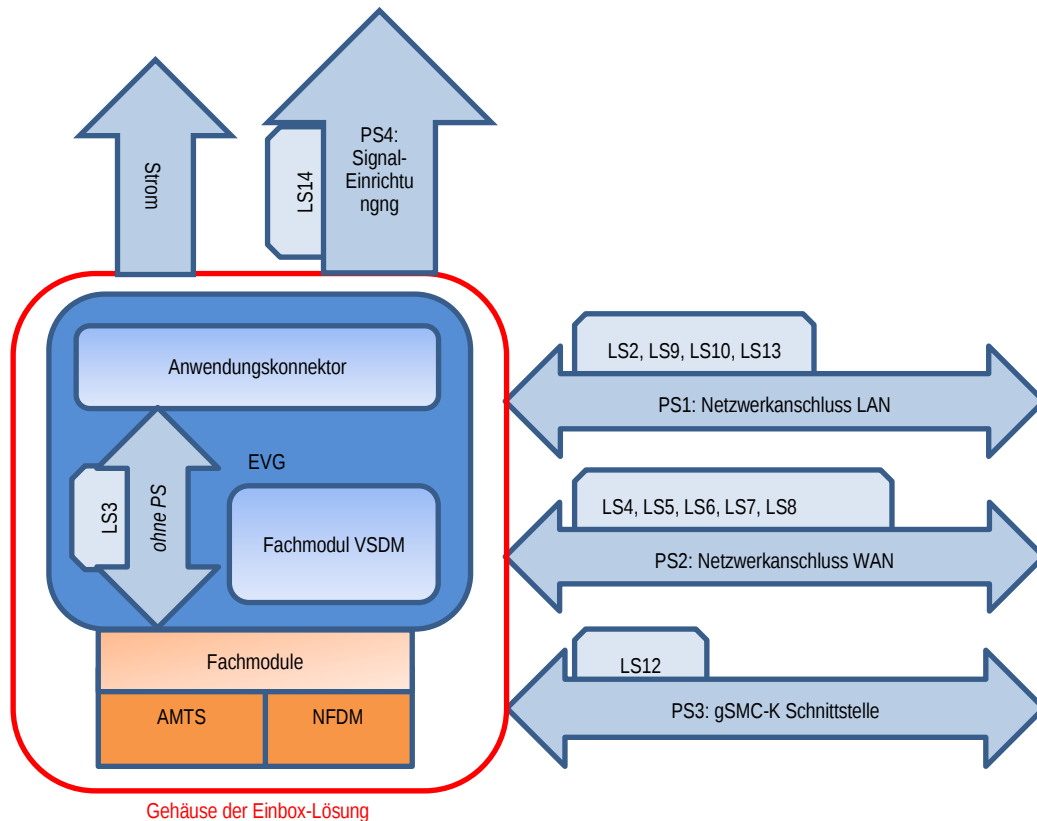 Strom
LS14
PS4:
Signal-
Einrichtu
ngng
Anwendungskonnektor
LS2, LS9, LS10, LS13
PS1: Netzwerkanschluss LAN
EVG
LS3
ohne PS
Fachmodul VSDM
LS4, LS5, LS6, LS7, LS8
PS2: Netzwerkanschluss WAN
Fachmodule
AMTS
NFDM
LS12
PS3: gSMC-K Schnittstelle
Gehäuse der Einbox-Lösung